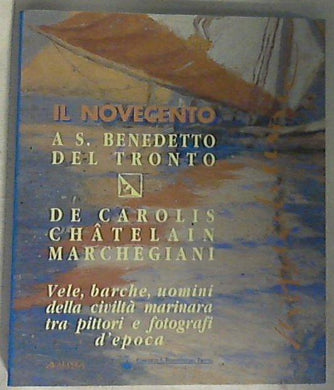 IL NOVECENTO
A S. BENEDETTO
DEL TRONTO
DE CAROLIS
CHÂTELAIN
MARCHEGIANI
Vele, barche, uomini
della civiltà marinara
tra pittori e fotografi
d'epoca